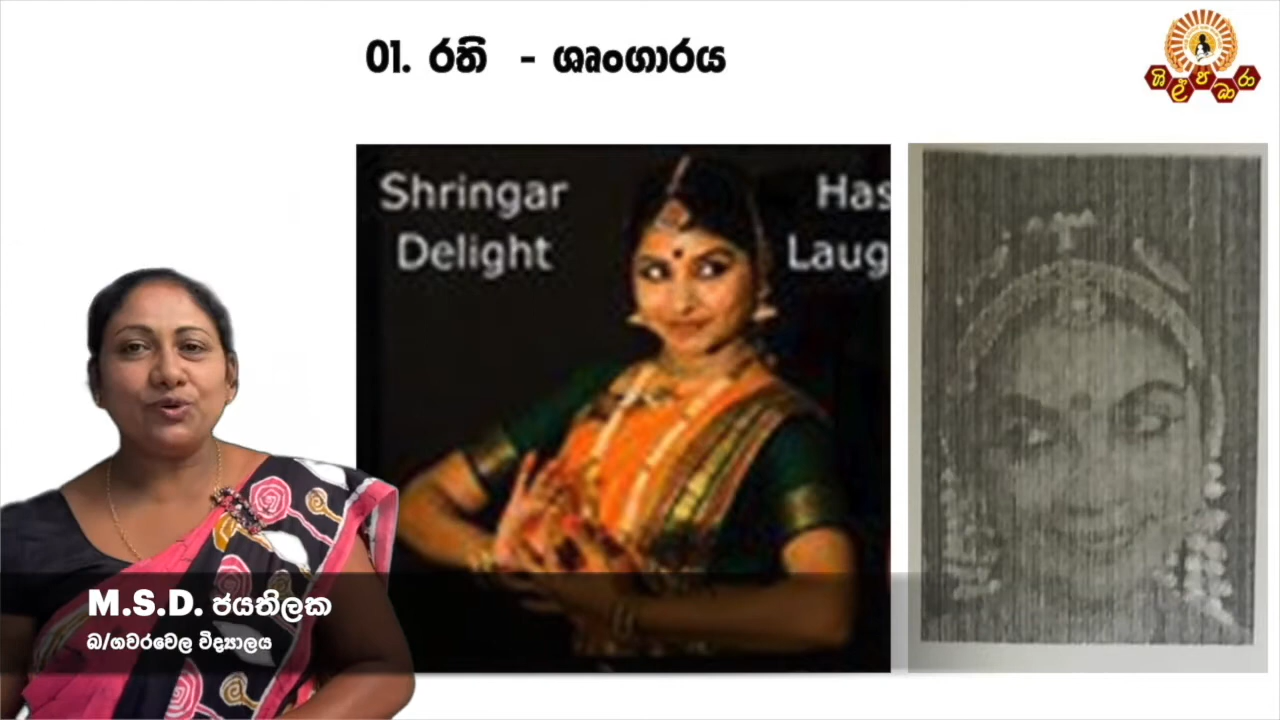 01. රති - ශෘංගාරය
ශිල්ප ධාරා
Shringar
Delight
Has
Laug
M.S.D. ජයතිලක
බ/ගවරවෙල විද්‍යාලය